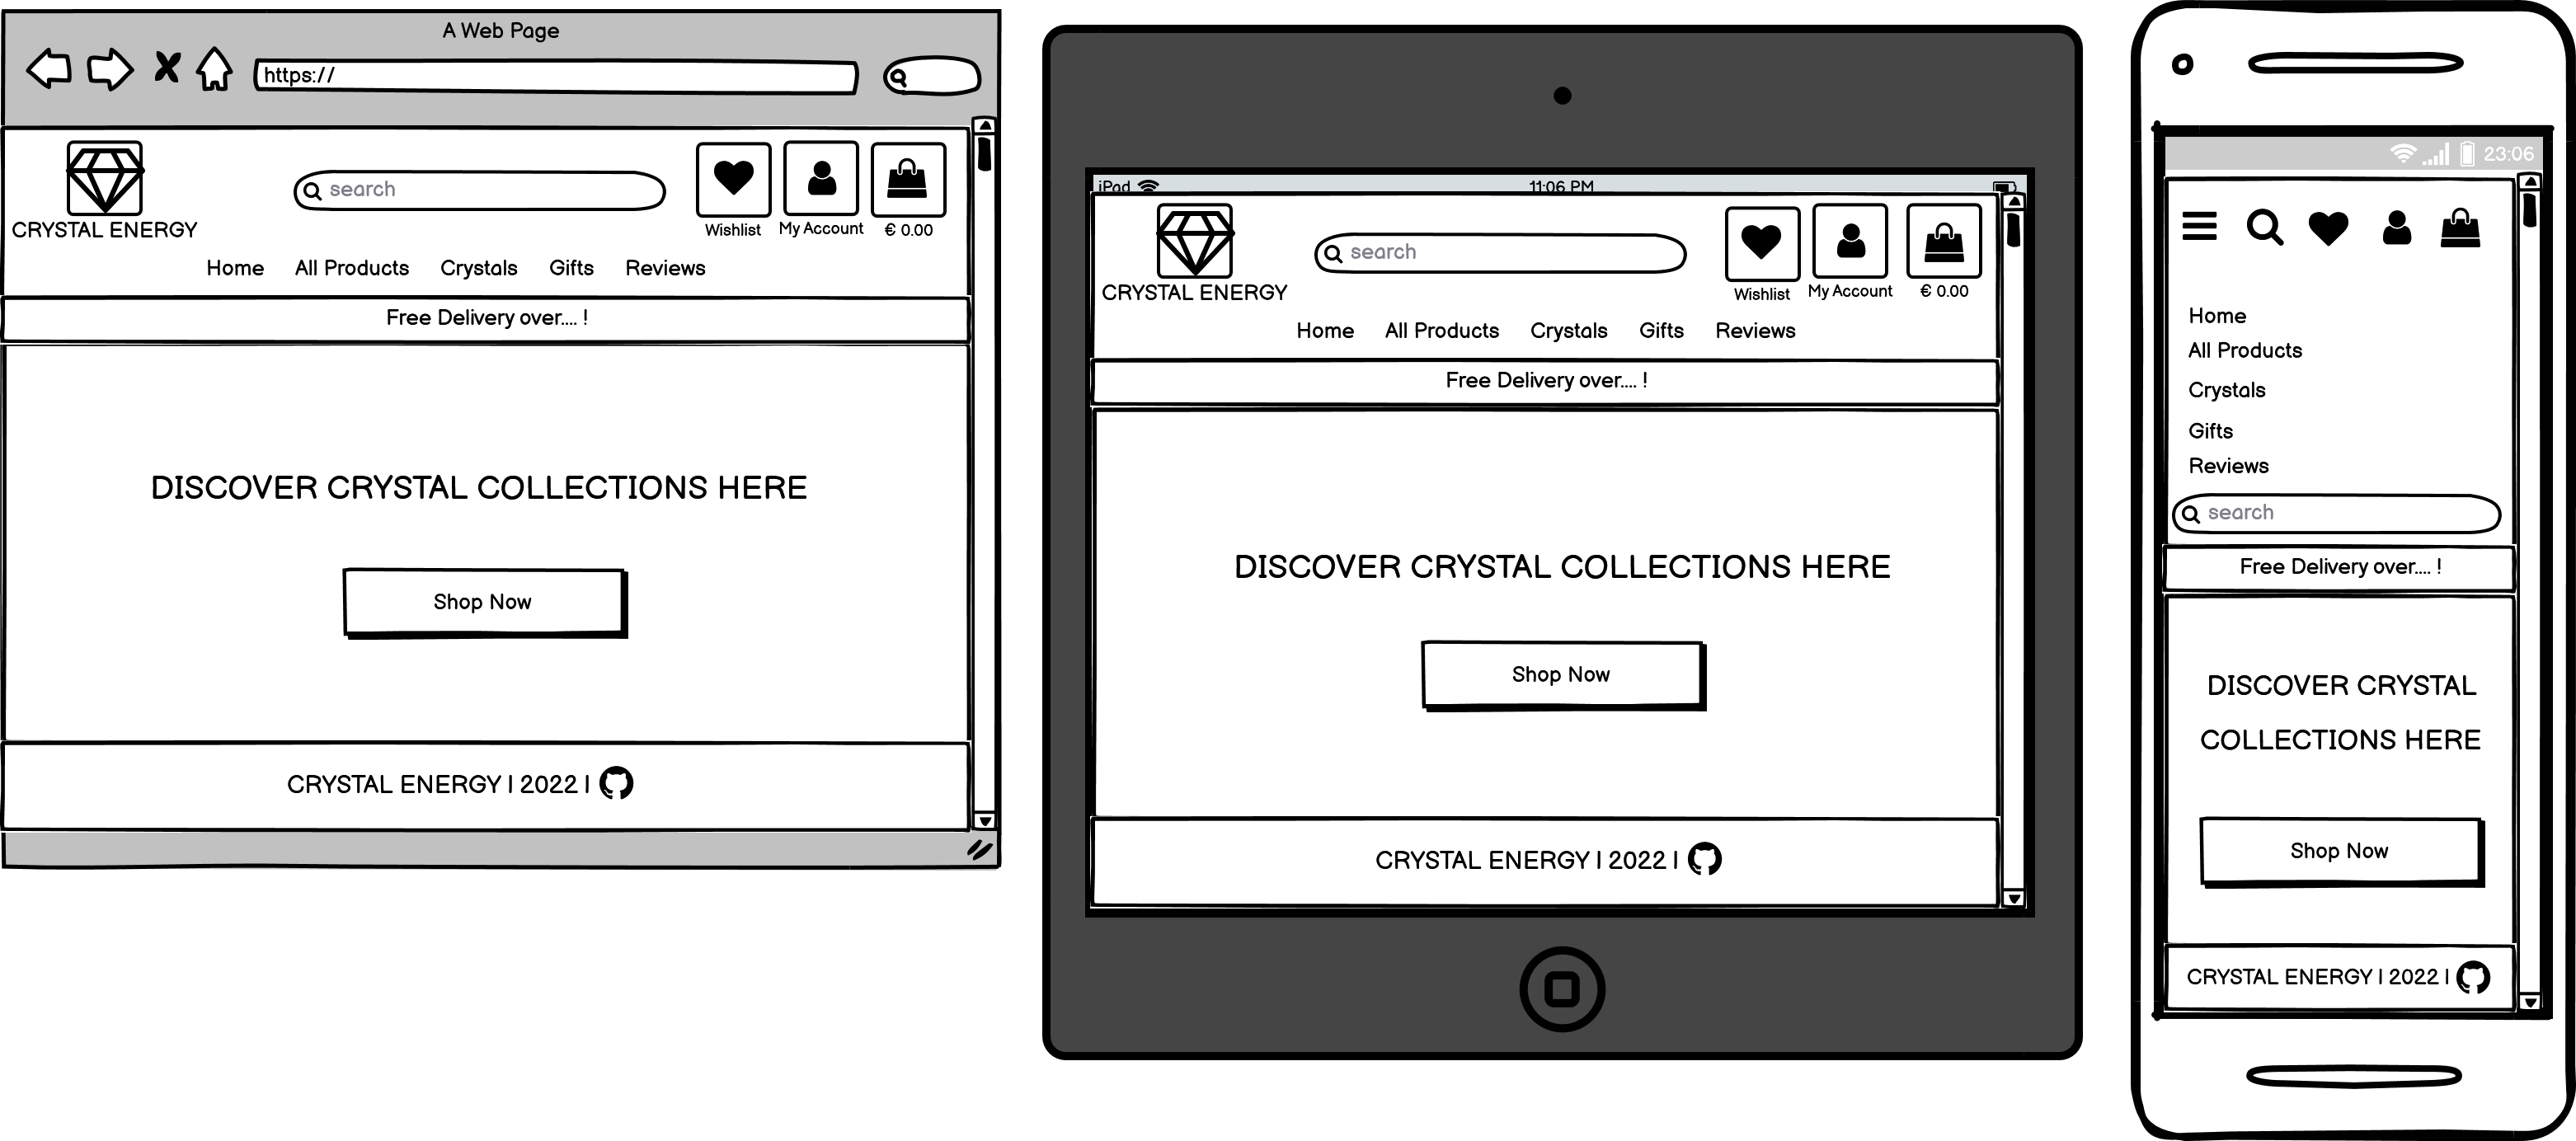 A Web Page
https://
search
CRYSTAL ENERGY
Wishlist My Account € 0.00
Home All Products Crystals Gifts Reviews
Free Delivery over.... !
DISCOVER CRYSTAL COLLECTIONS HERE
Shop Now
CRYSTAL ENERGY | 2022 |
iPad 11:06 PM
search
CRYSTAL ENERGY
Wishlist My Account € 0.00
Home All Products Crystals Gifts Reviews
Free Delivery over.... !
DISCOVER CRYSTAL COLLECTIONS HERE
Shop Now
CRYSTAL ENERGY | 2022 |
23:06
Home
All Products
Crystals
Gifts
Reviews
search
Free Delivery over.... !
DISCOVER CRYSTAL
COLLECTIONS HERE
Shop Now
CRYSTAL ENERGY | 2022 |